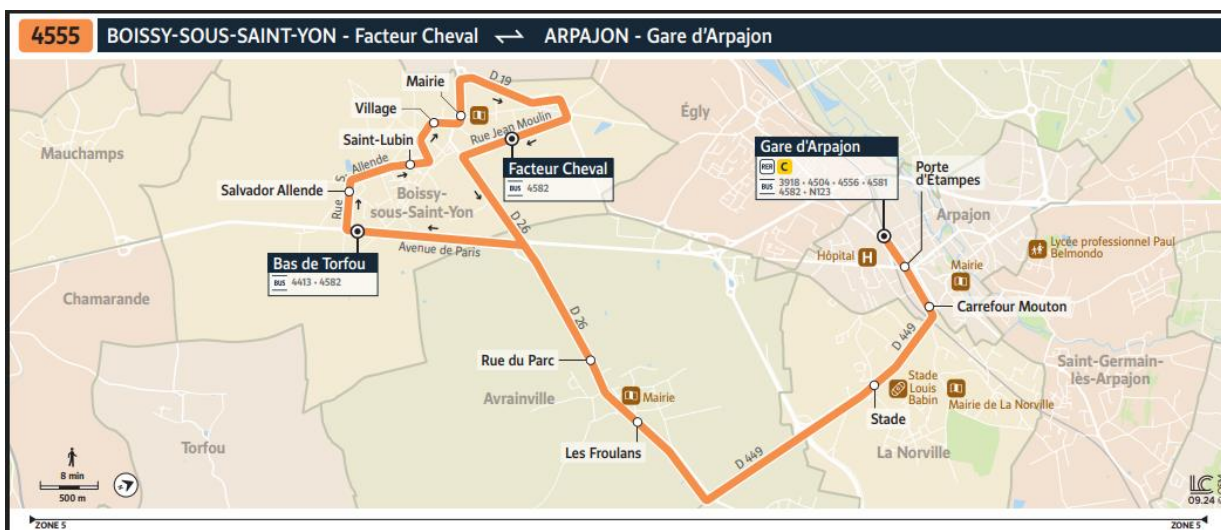 4555 BOISSY-SOUS-SAINT-YON - Facteur Cheval ⇌ ARPAJON - Gare d'Arpajon
Mairie
D 19
Village
Saint-Lubin
Rue Jean Moulin
Égly
Mauchamps
Rue S. Allende
Salvador Allende
Boissy-
sous-Saint-Yon
Facteur Cheval
BUS 4582
Gare d'Arpajon
RER C
BUS 3918 • 4504 • 4556 • 4581
4582 • N123
Porte
d'Étampes
Arpajon
D 26
Avenue de Paris
Bas de Torfou
BUS 4413 • 4582
Hôpital H
Mairie
Lycée professionnel Paul
Belmondo
Chamarande
Carrefour Mouton
D 26
D 449
Saint-Germain-
lès-Arpajon
Rue du Parc
Avrainville
Mairie
Stade
Louis
Babin
Mairie de La Norville
Stade
Les Froulans
D 449
La Norville
Torfou
8 min
500 m
LC
09.24
ZONE 5
ZONE 5